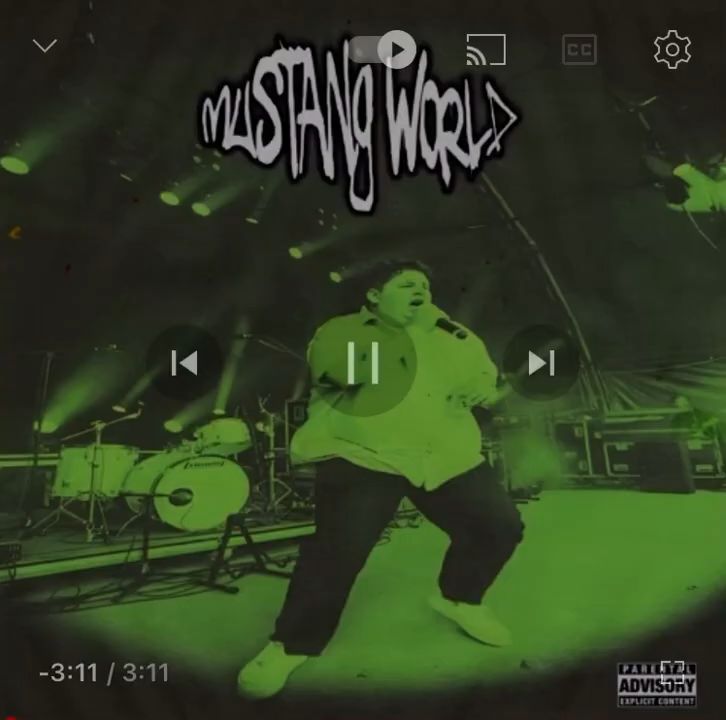 CC
MUSTANG WORLD
-3:11 / 3:11
PARENTAL
ADVISORY
EXPLICIT CONTENT